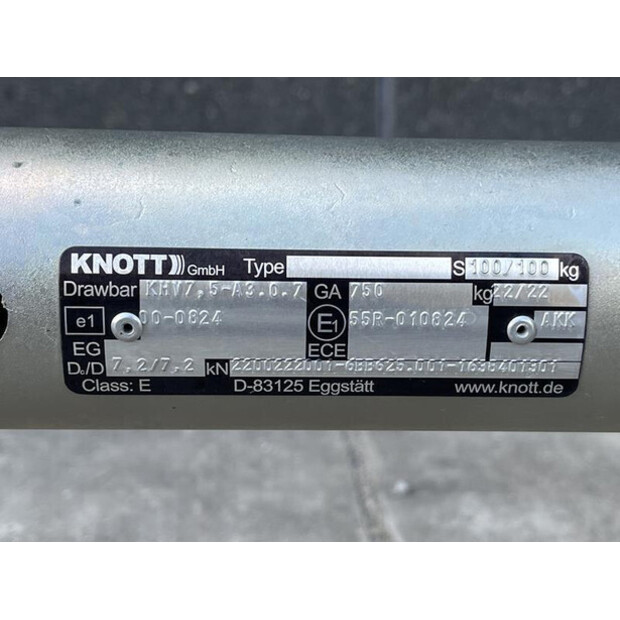 KNOTT GmbH Type S 100/100 kg
Drawbar KHV7,5-A3.0.7 GA 750 kg 22/22
e1 00-0824 E1 55R-010824 AKK
EG ECE
Dc/D 7,2/7,2 kN
Class: E D-83125 Eggstätt www.knott.de